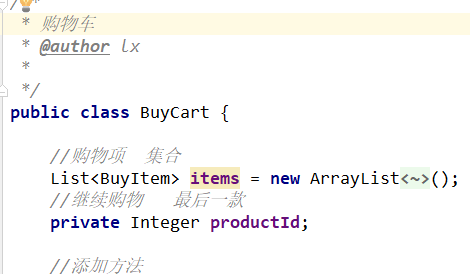 /**
* 购物车
* @author lx
*
*/
public class BuyCart {
//购物项 集合
List<BuyItem> items = new ArrayList<~>();
//继续购物 最后一款
private Integer productId;
//添加方法